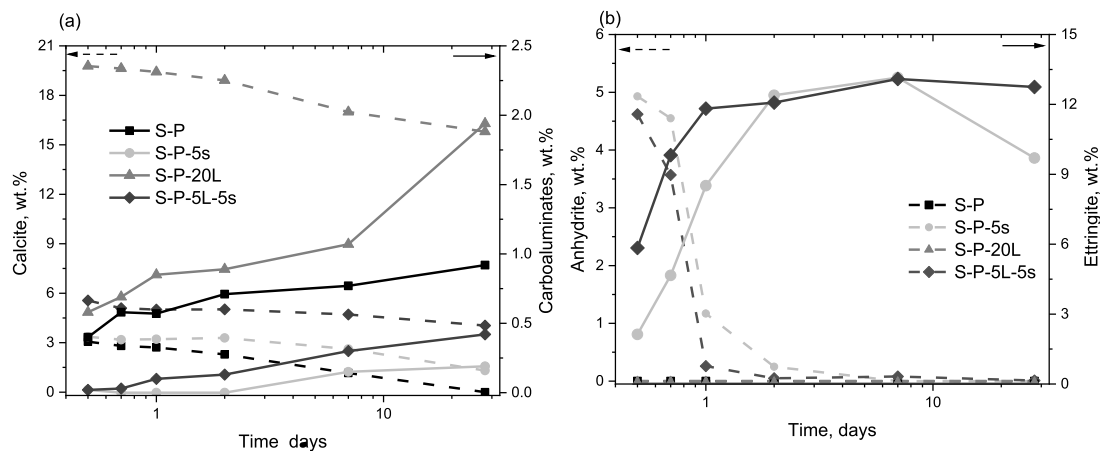 (a)
21
18
15
12
9
6
3
0
Calcite, wt.%
S-P
S-P-5s
S-P-20L
S-P-5L-5s
2.5
2.0
1.5
1.0
0.5
0.0
Carboaluminates, wt.%
1
10
Time days
(b)
6
5
4
3
2
1
0
Anhydrite, wt.%
S-P
S-P-5s
S-P-20L
S-P-5L-5s
15
12
9
6
3
0
Ettringite, wt.%
1
10
Time, days